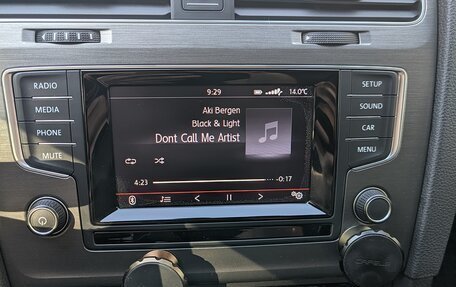 9:29
14.0°C
Aki Bergen
Black & Light
Dont Call Me Artist
4:23
-0:17
RADIO
MEDIA
PHONE
MUTE
SETUP
SOUND
CAR
MENU